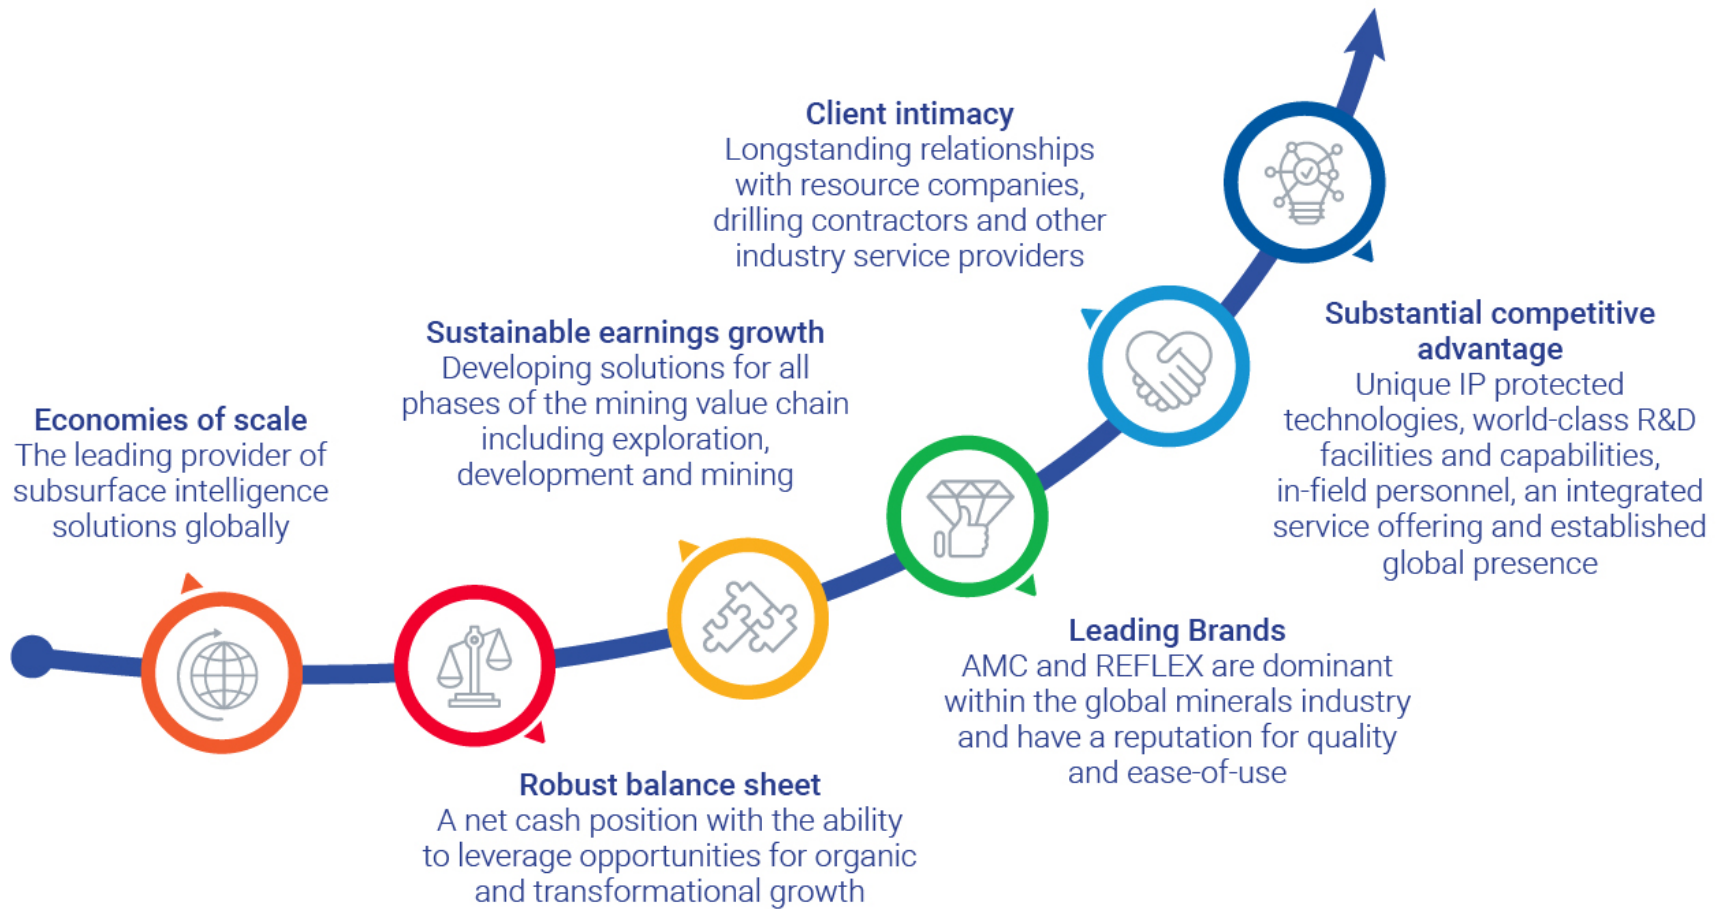 Economies of scale
The leading provider of
subsurface intelligence
solutions globally
Robust balance sheet
A net cash position with the ability
to leverage opportunities for organic
and transformational growth
Sustainable earnings growth
Developing solutions for all
phases of the mining value chain
including exploration,
development and mining
Leading Brands
AMC and REFLEX are dominant
within the global minerals industry
and have a reputation for quality
and ease-of-use
Client intimacy
Longstanding relationships
with resource companies,
drilling contractors and other
industry service providers
Substantial competitive
advantage
Unique IP protected
technologies, world-class R&D
facilities and capabilities,
in-field personnel, an integrated
service offering and established
global presence